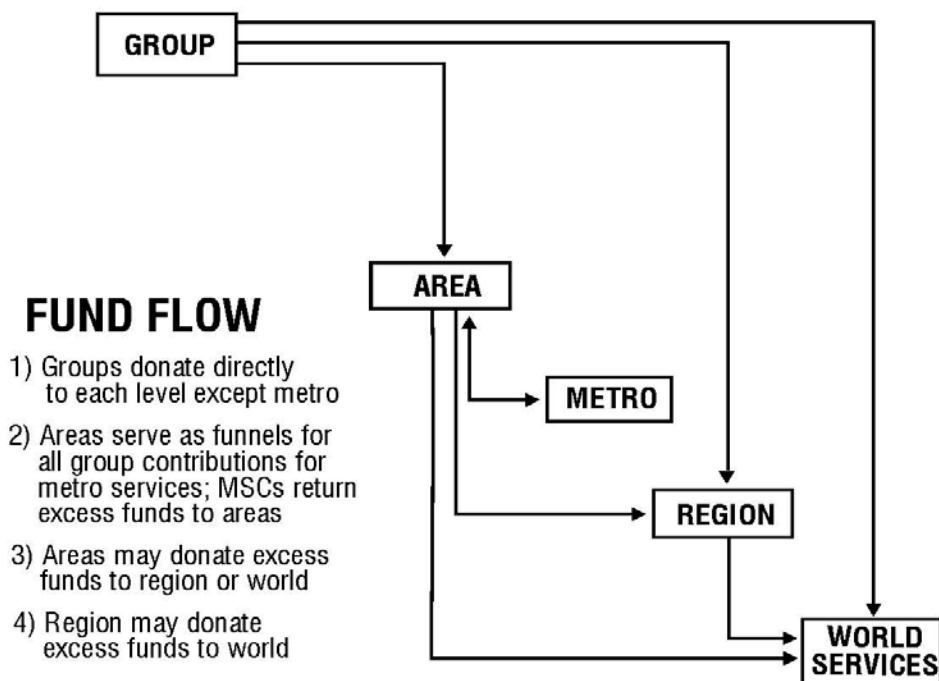 GROUP
AREA
FUND FLOW
1) Groups donate directly
to each level except metro
METRO
2) Areas serve as funnels for
all group contributions for
metro services; MSCs return
excess funds to areas
REGION
3) Areas may donate excess
funds to region or world
4) Region may donate
excess funds to world
WORLD
SERVICES